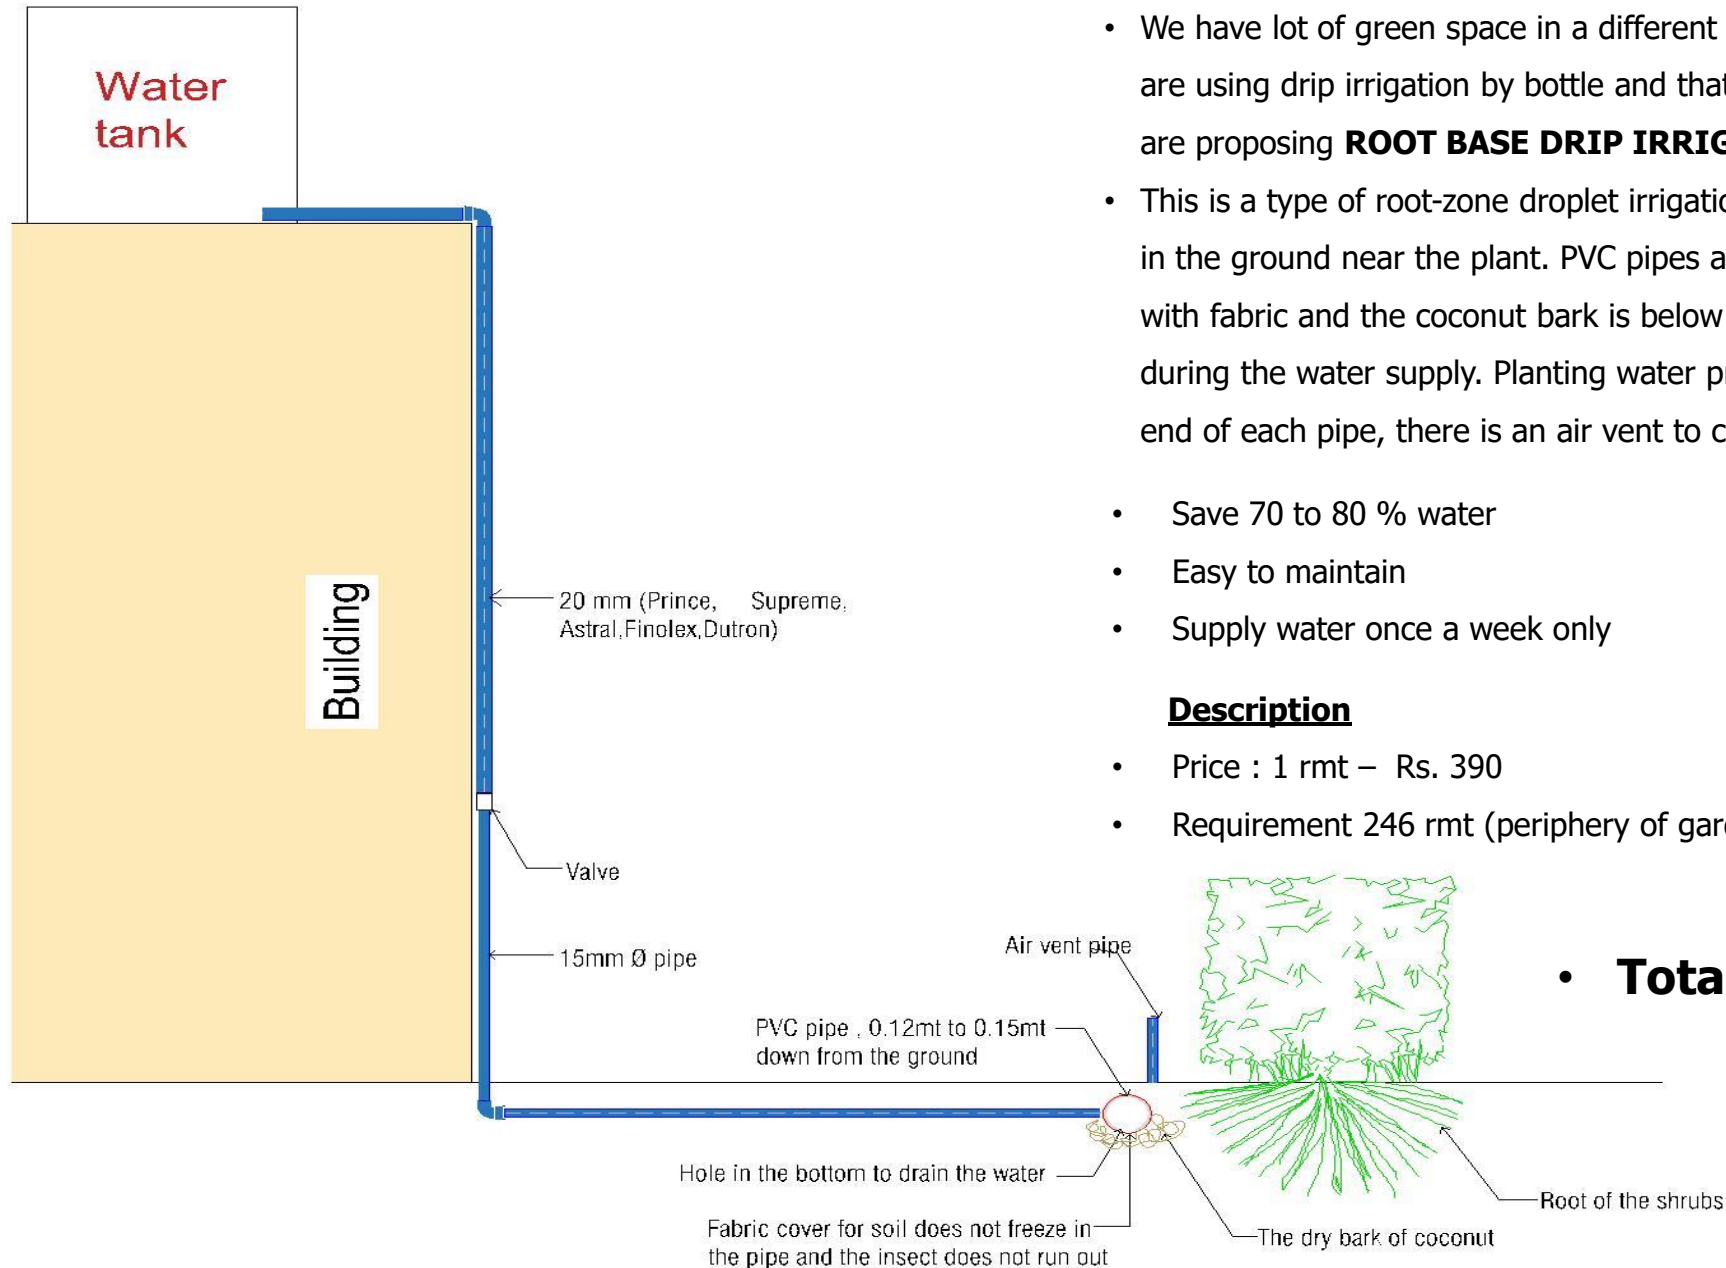 Water
tank
Building
20 mm (Prince, Supreme,
Astral,Finolex,Dutron)
Valve
15mm Ø pipe
Air vent pipe
PVC pipe , 0.12mt to 0.15mt
down from the ground
Hole in the bottom to drain the water
Fabric cover for soil does not freeze in
the pipe and the insect does not run out
The dry bark of coconut
Root of the shrubs
• We have lot of green space in a different
are using drip irrigation by bottle and that
are proposing ROOT BASE DRIP IRRIG
• This is a type of root-zone droplet irrigatio
in the ground near the plant. PVC pipes a
with fabric and the coconut bark is below
during the water supply. Planting water pr
end of each pipe, there is an air vent to c
• Save 70 to 80 % water
• Easy to maintain
• Supply water once a week only
Description
• Price : 1 rmt – Rs. 390
• Requirement 246 rmt (periphery of gard
• Tota